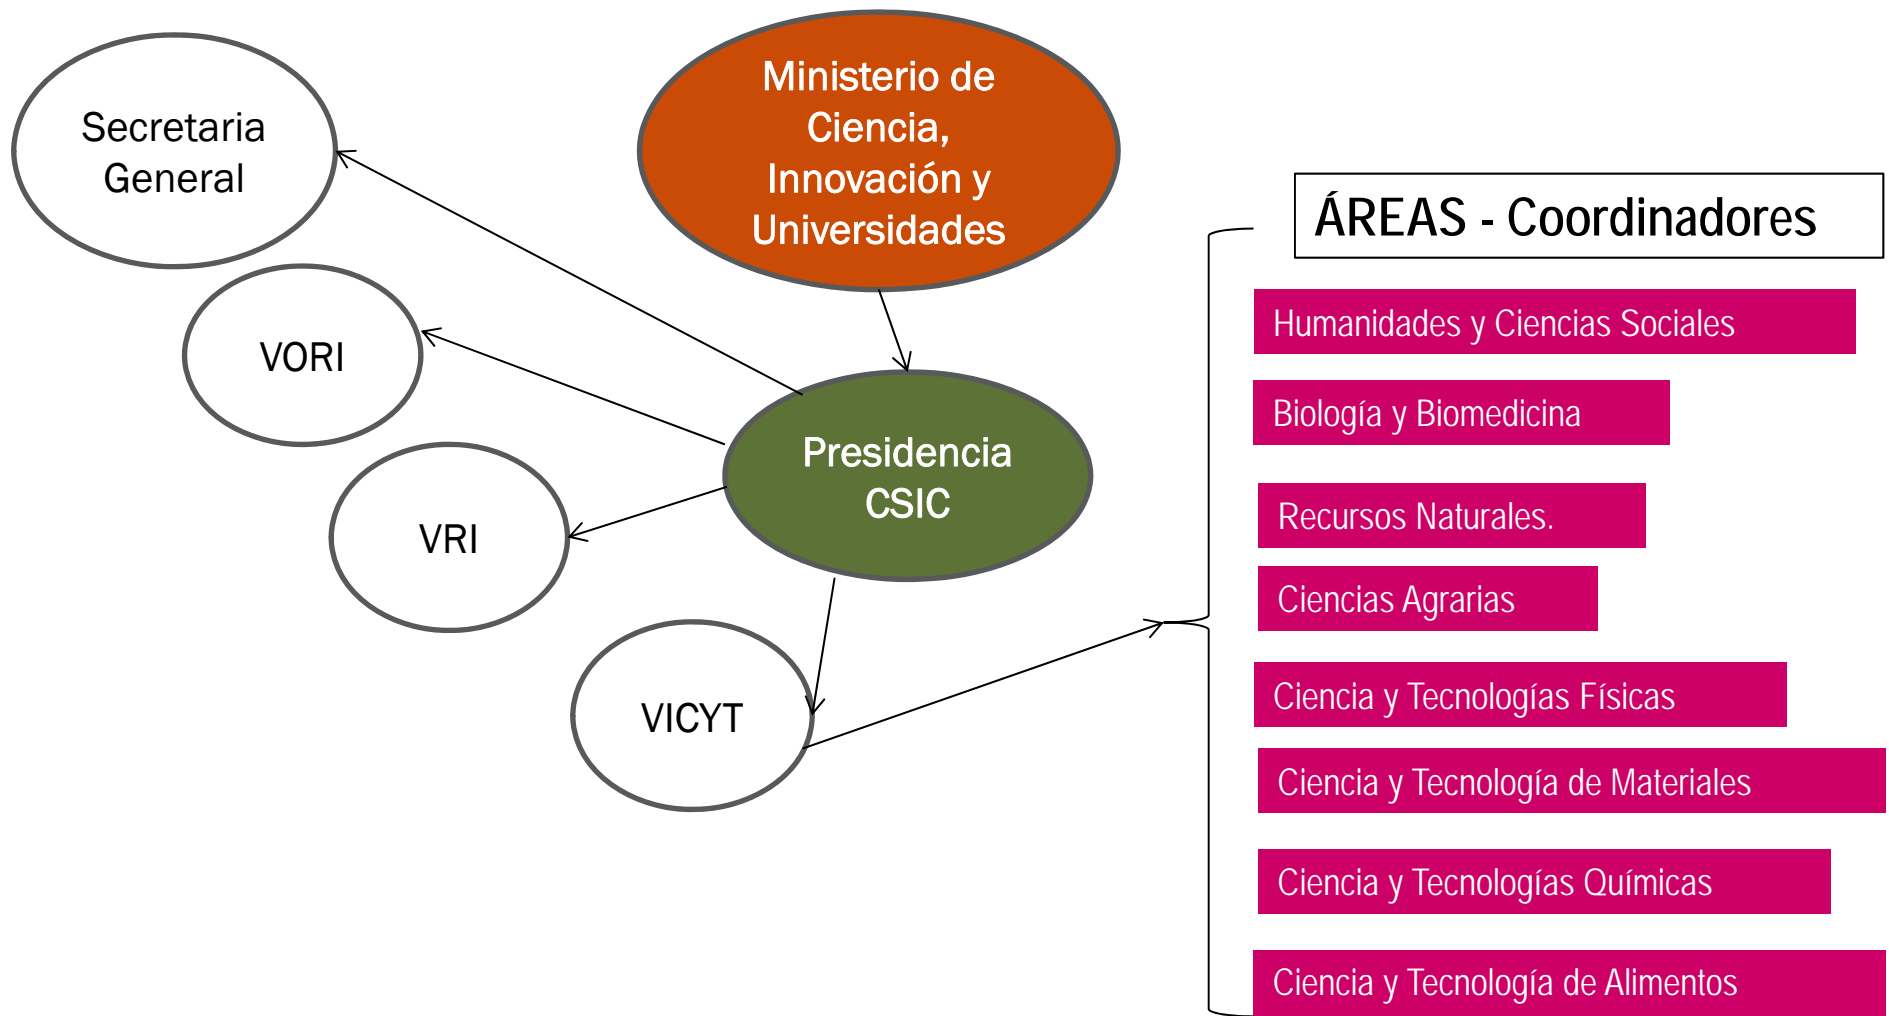 Secretaria
General
Ministerio de
Ciencia,
Innovación y
Universidades
VORI
VRI
Presidencia
CSIC
VICYT
ÁREAS - Coordinadores
Humanidades y Ciencias Sociales
Biología y Biomedicina
Recursos Naturales.
Ciencias Agrarias
Ciencia y Tecnologías Físicas
Ciencia y Tecnología de Materiales
Ciencia y Tecnologías Químicas
Ciencia y Tecnología de Alimentos